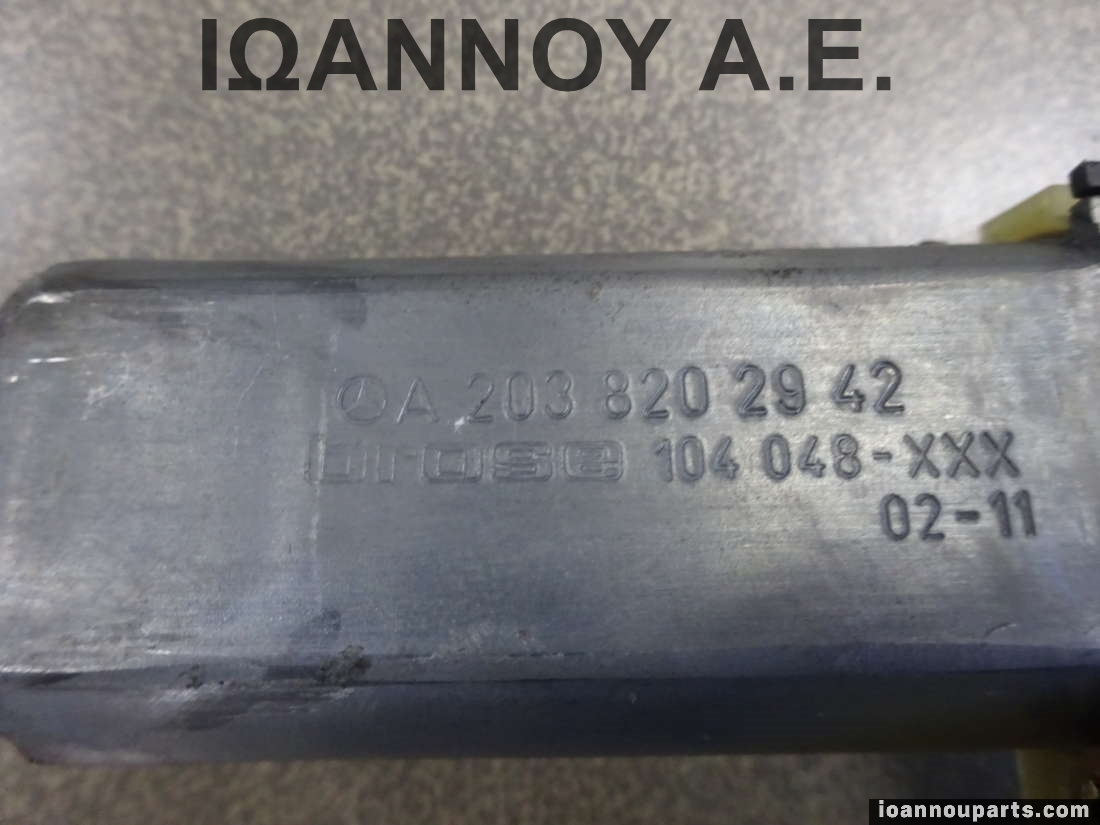 ΙΩΑΝΝΟΥ Α.Ε.
A 203 820 29 42
brose 104 048-XXX
02-11
ioannouparts.com